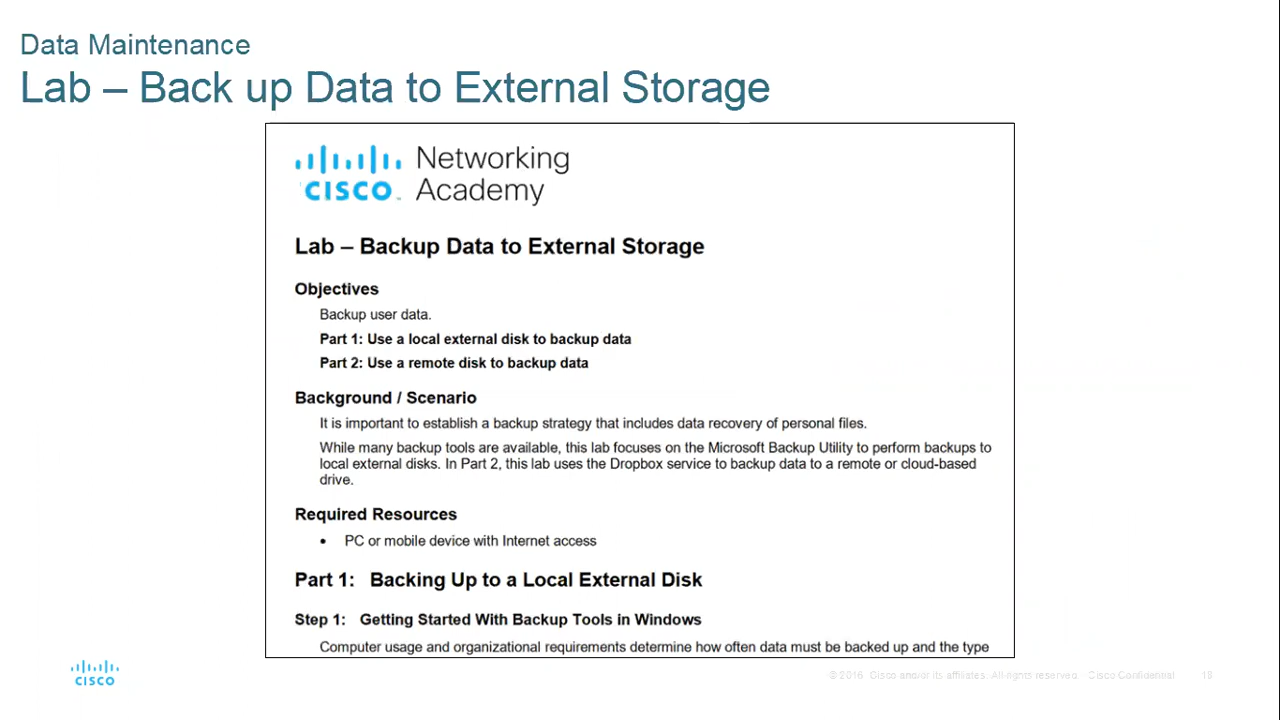 Data Maintenance
Lab – Back up Data to External Storage
CISCO™ Networking Academy
Lab – Backup Data to External Storage
Objectives
Backup user data.
Part 1: Use a local external disk to backup data
Part 2: Use a remote disk to backup data
Background / Scenario
It is important to establish a backup strategy that includes data recovery of personal files.
While many backup tools are available, this lab focuses on the Microsoft Backup Utility to perform backups to
local external disks. In Part 2, this lab uses the Dropbox service to backup data to a remote or cloud-based
drive.
Required Resources
• PC or mobile device with Internet access
Part 1: Backing Up to a Local External Disk
Step 1: Getting Started With Backup Tools in Windows
Computer usage and organizational requirements determine how often data must be backed up and the type
CISCO
© 2016 Cisco and/or its affiliates. All rights reserved. Cisco Confidential